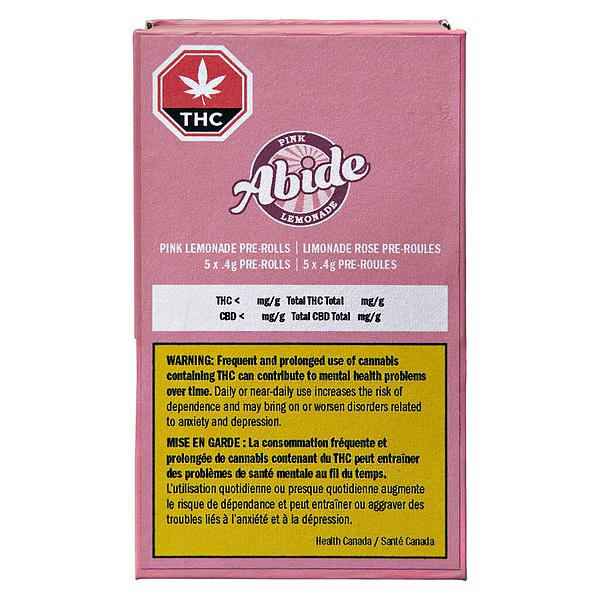 THC
PINK
Abide
LEMONADE
PINK LEMONADE PRE-ROLLS | LIMONADE ROSE PRE-ROULES
5 x .4g PRE-ROLLS | 5 x .4g PRE-ROULES
THC < mg/g Total THC Total mg/g
CBD < mg/g Total CBD Total mg/g
WARNING: Frequent and prolonged use of cannabis
containing THC can contribute to mental health problems
over time. Daily or near-daily use increases the risk of
dependence and may bring on or worsen disorders related
to anxiety and depression.
MISE EN GARDE : La consommation fréquente et
prolongée de cannabis contenant du THC peut entraîner
des problèmes de santé mentale au fil du temps.
L'utilisation quotidienne ou presque quotidienne augmente
le risque de dépendance et peut entraîner ou aggraver des
troubles liés à l'anxiété et à la dépression.
Health Canada / Santé Canada